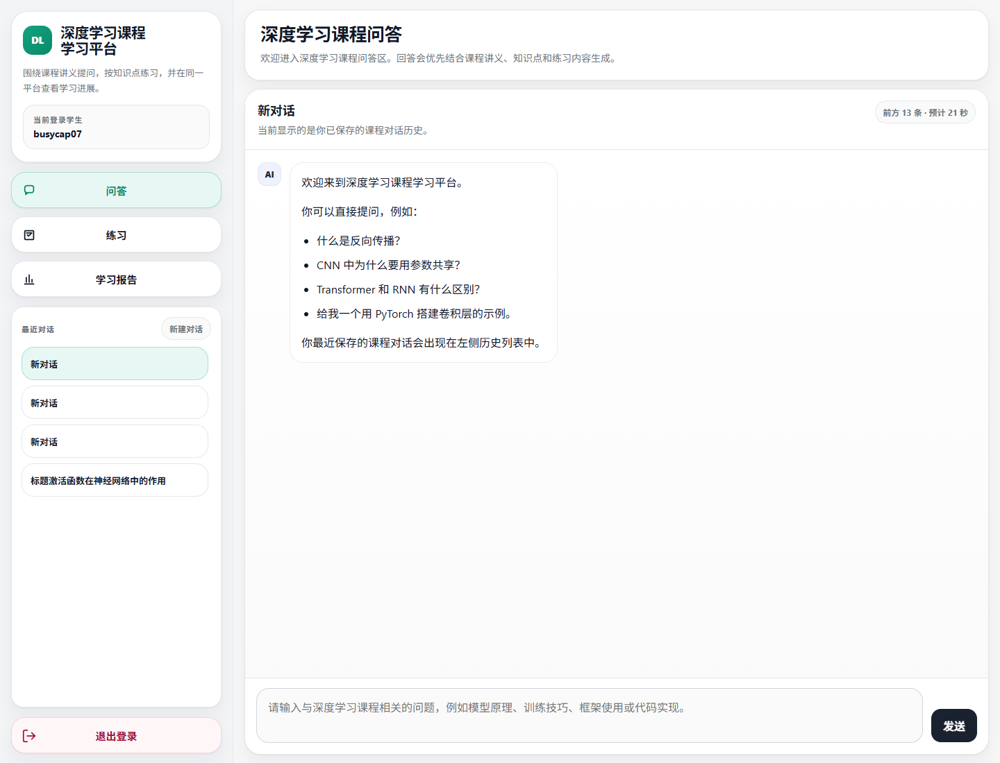 DL
深度学习课程
学习平台
围绕课程讲义提问，按知识点练习，并在同一
平台查看学习进展。
当前登录学生
busycap07
问答
练习
学习报告
最近对话
新建对话
新对话
新对话
新对话
标题激活函数在神经网络中的作用
退出登录
深度学习课程问答
欢迎进入深度学习课程问答区。回答会优先结合课程讲义、知识点和练习内容生成。
新对话
当前显示的是你已保存的课程对话历史。
前方 13 条 · 预计 21 秒
AI
欢迎来到深度学习课程学习平台。
你可以直接提问，例如：
• 什么是反向传播？
• CNN 中为什么要用参数共享？
• Transformer 和 RNN 有什么区别？
• 给我一个用 PyTorch 搭建卷积层的示例。
你最近保存的课程对话会出现在左侧历史列表中。
请输入与深度学习课程相关的问题，例如模型原理、训练技巧、框架使用或代码实现。
发送